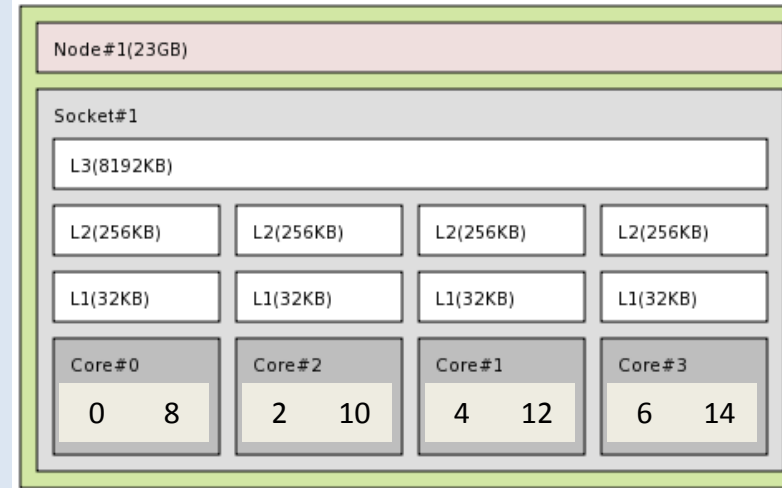 Node#1(23GB)
Socket#1
L3(8192KB)
L2(256KB) L2(256KB) L2(256KB) L2(256KB)
L1(32KB) L1(32KB) L1(32KB) L1(32KB)
Core#0 Core#2 Core#1 Core#3
0 8 2 10 4 12 6 14